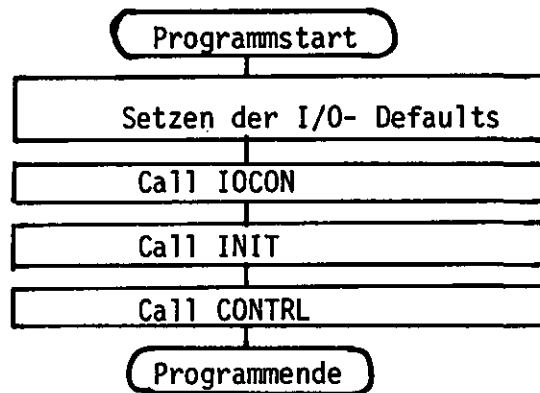 Programmstart
Setzen der I/O- Defaults
Call IOCON
Call INIT
Call CONTRL
Programmende